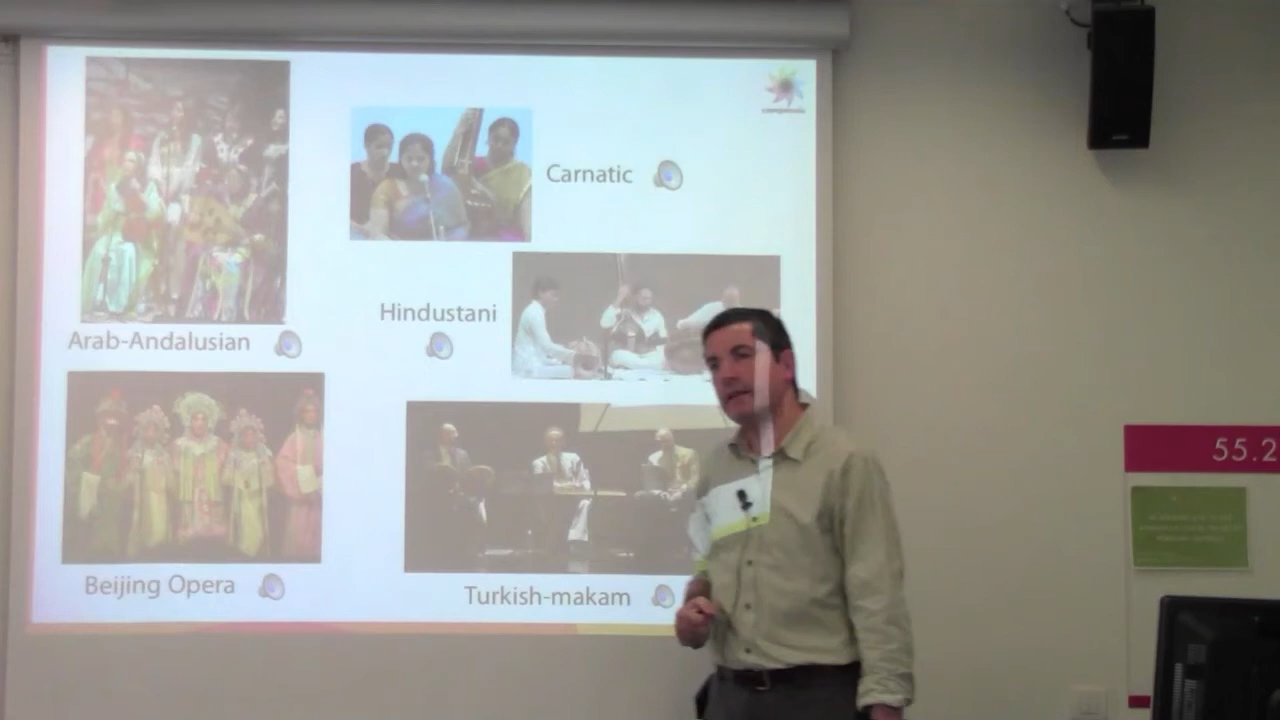 Carnatic
Hindustani
Arab-Andalusian
Beijing Opera
Turkish-makam
55.2